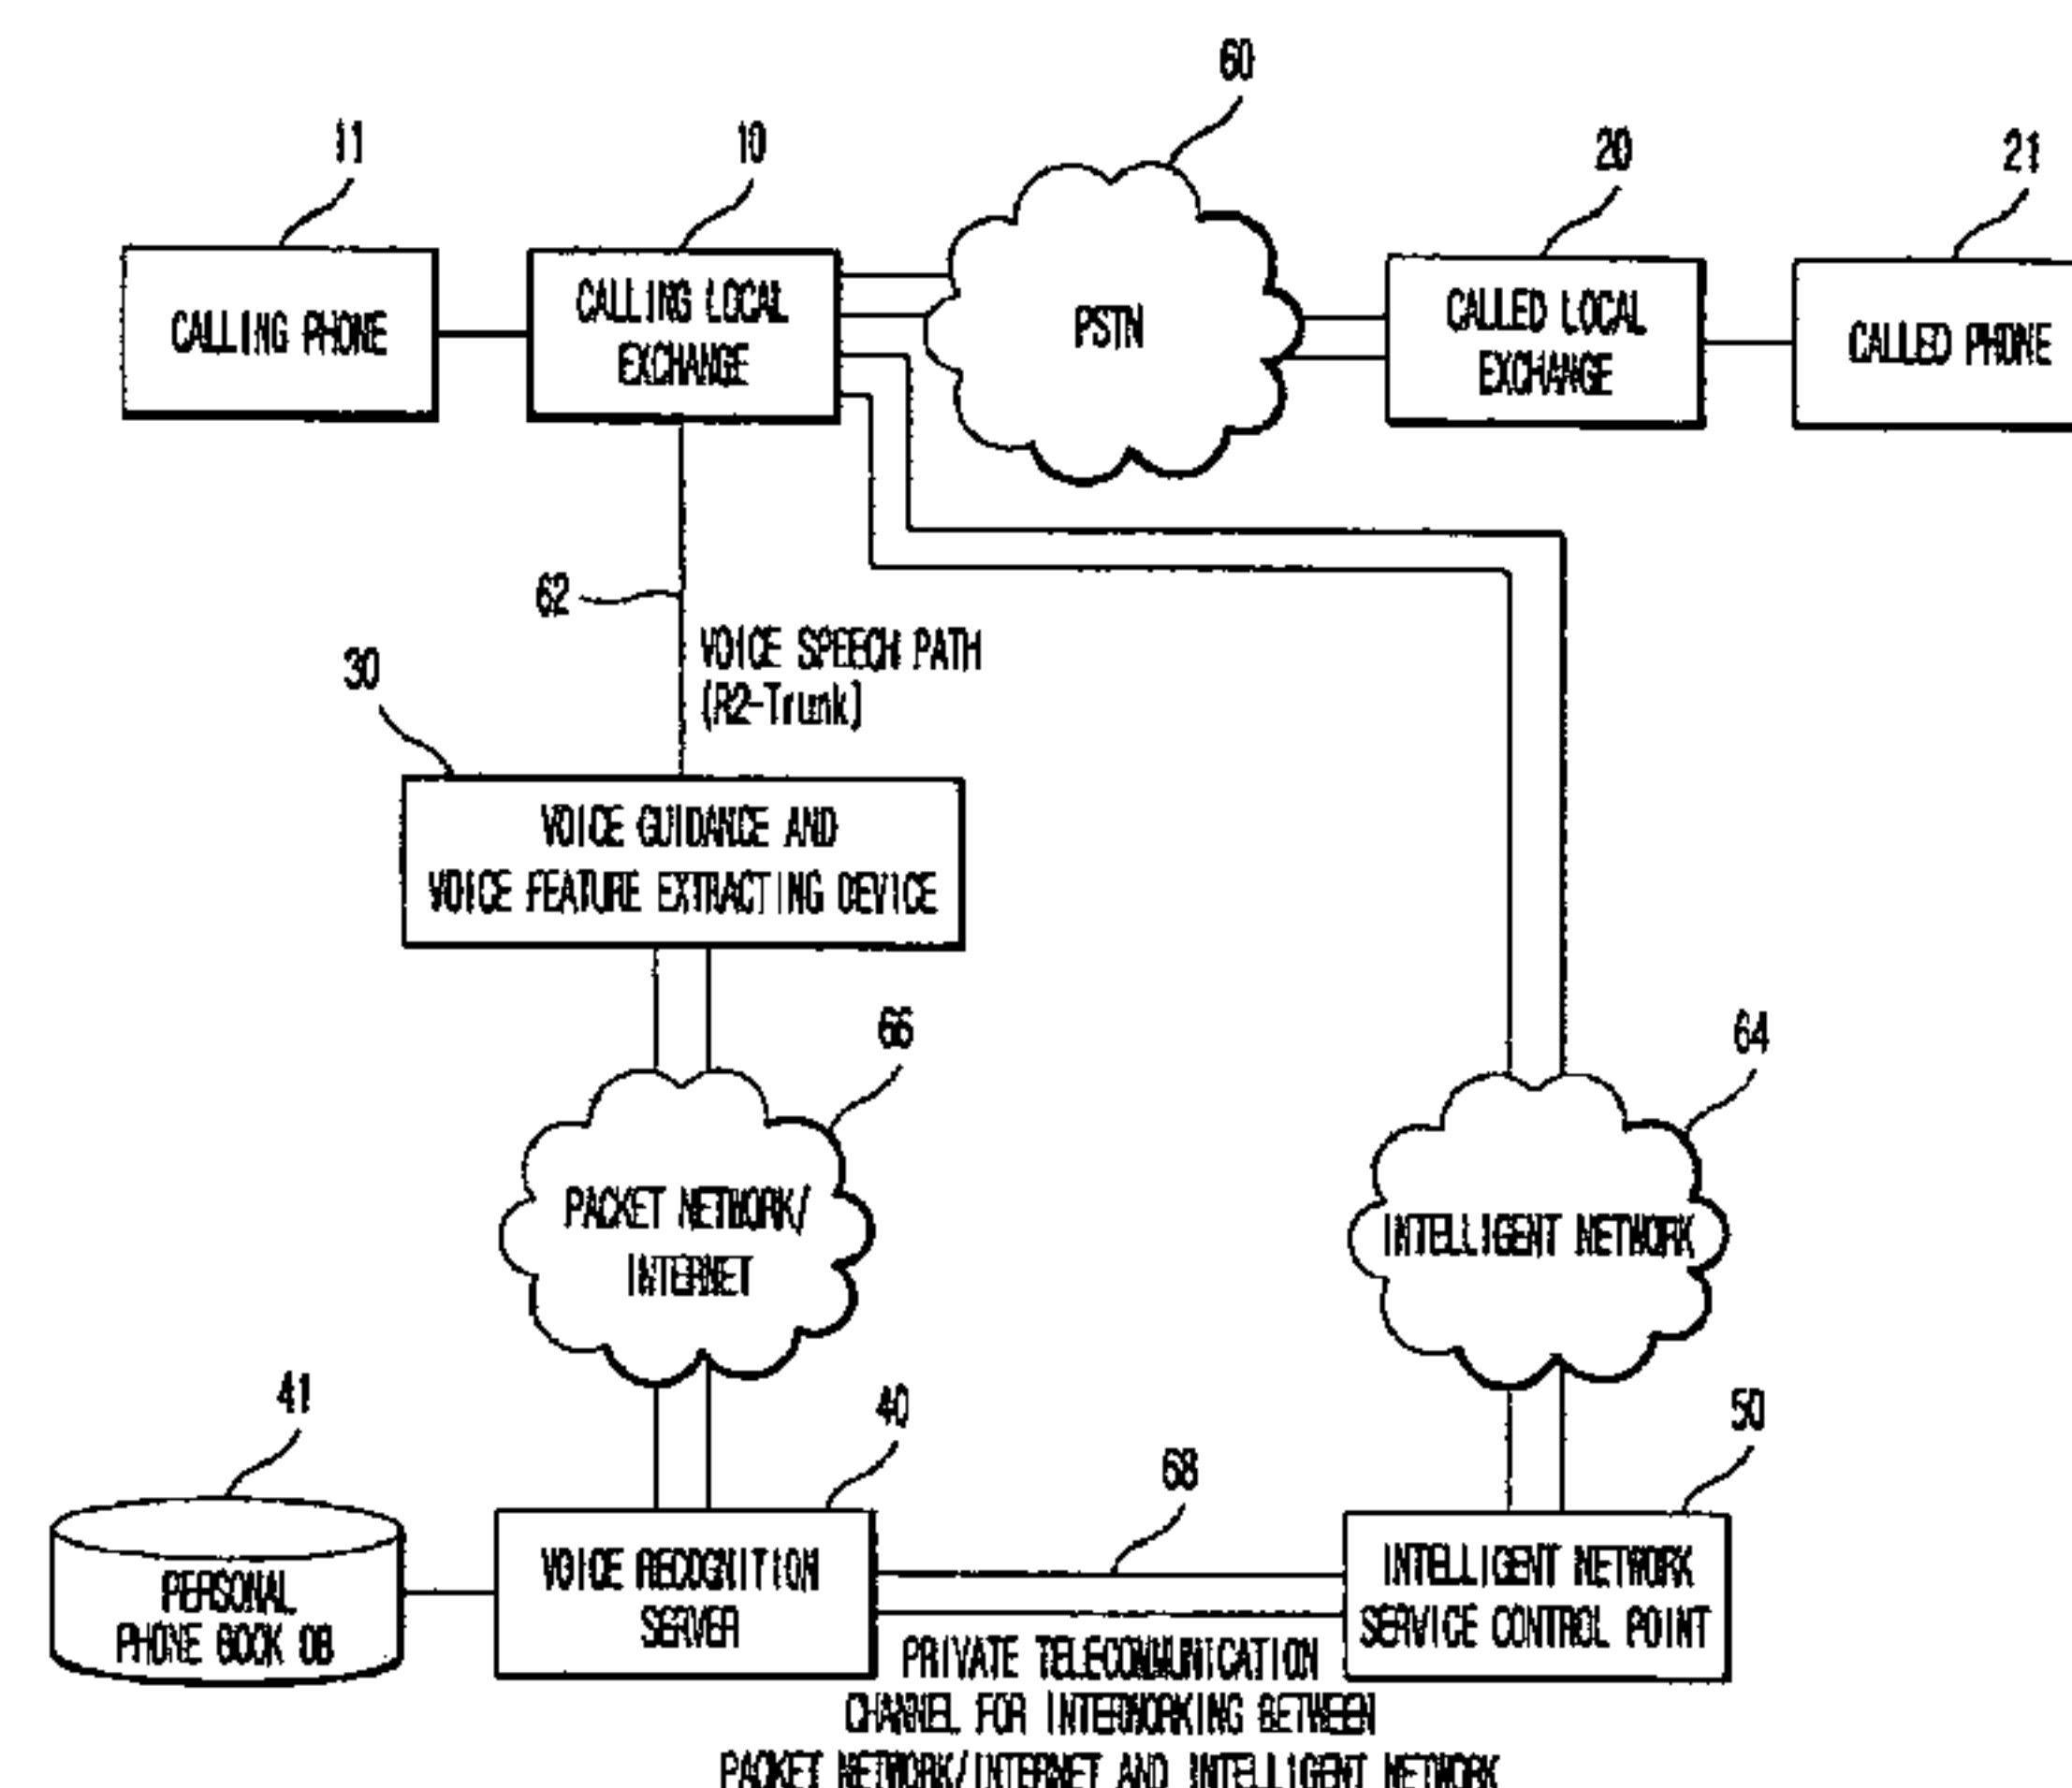 60
11
10
20
21
CALLING PHONE
CALLING LOCAL
EXCHANGE
PSTN
CALLED LOCAL
EXCHANGE
CALLED PHONE
62
VOICE SPEECH PATH
(R2-Trunk)
30
VOICE GUIDANCE AND
VOICE FEATURE EXTRACTING DEVICE
66
64
PACKET NETWORK/
INTERNET
INTELLIGENT NETWORK
41
40
68
50
PERSONAL
PHONE BOOK DB
VOICE RECOGNITION
SERVER
INTELLIGENT NETWORK
SERVICE CONTROL POINT
PRIVATE TELECOMMUNICATION
CHANNEL FOR INTERWORKING BETWEEN
PACKET NETWORK/INTERNET AND INTELLIGENT NETWORK